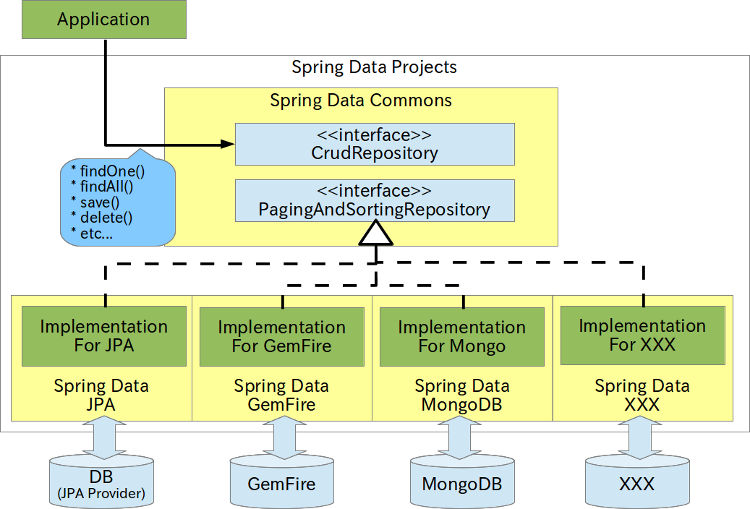 Application
Spring Data Projects
Spring Data Commons
<<interface>>
CrudRepository
* findOne()
* findAll()
* save()
* delete()
* etc...
<<interface>>
PagingAndSortingRepository
Implementation
For JPA
Implementation
For GemFire
Implementation
For Mongo
Implementation
For XXX
Spring Data
JPA
Spring Data
GemFire
Spring Data
MongoDB
Spring Data
XXX
DB
(JPA Provider)
GemFire
MongoDB
XXX